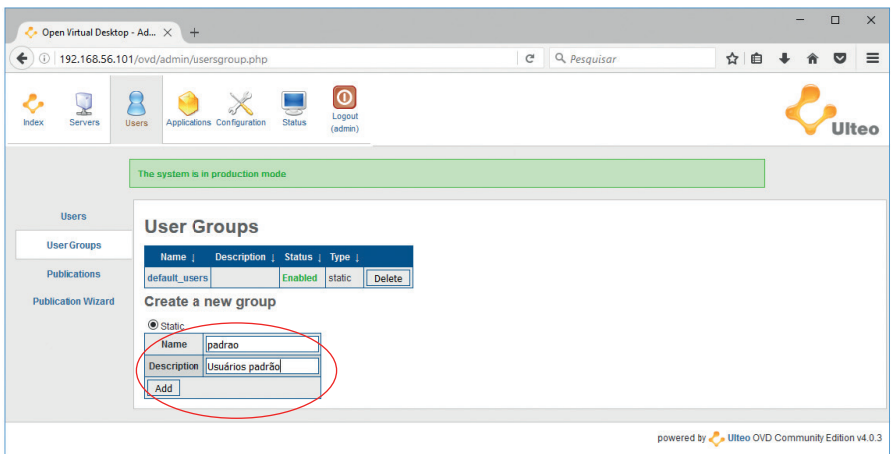 Open Virtual Desktop - Ad...
192.168.56.101/ovd/admin/usersgroup.php
Pesquisar
Index Servers Users Applications Configuration Status Logout (admin)
Ulteo
The system is in production mode
Users
User Groups
Publications
Publication Wizard
User Groups
Name ↓ Description ↓ Status ↓ Type ↓
default_users Enabled static Delete
Create a new group
Static
Name padrao
Description Usuários padrão
Add
powered by Ulteo OVD Community Edition v4.0.3